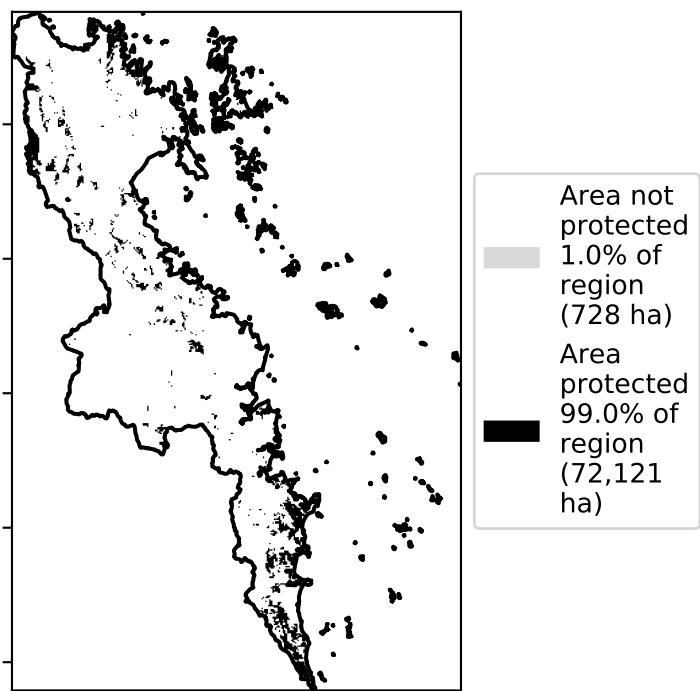 Area not
protected
1.0% of
region
(728 ha)
Area
protected
99.0% of
region
(72,121
ha)